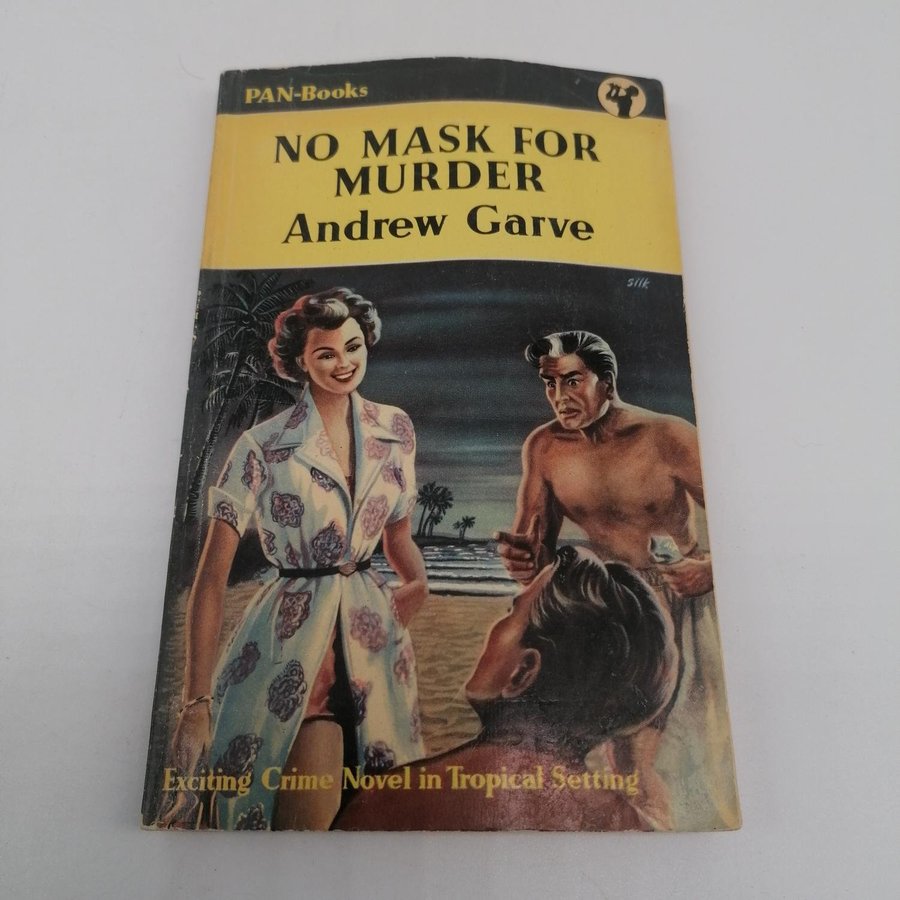 PAN-Books
NO MASK FOR
MURDER
Andrew Garve
silk
Exciting Crime Novel in Tropical Setting